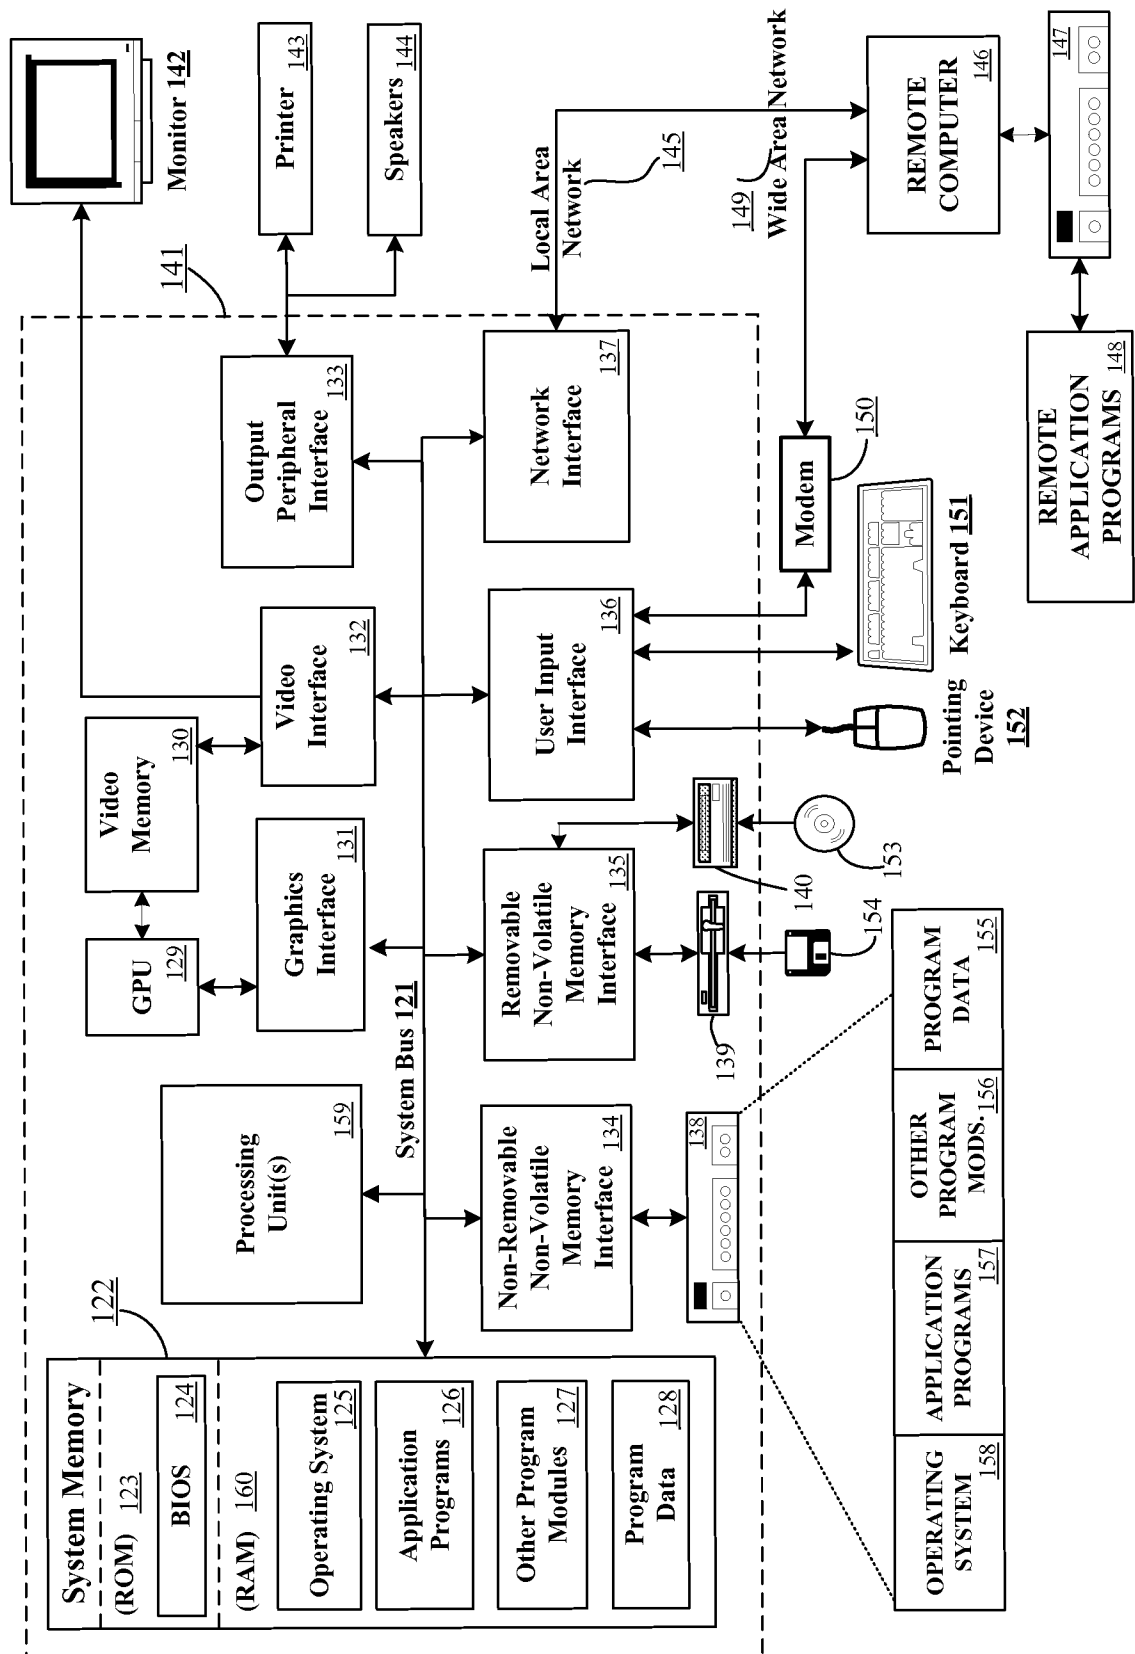 System Memory
(ROM) 123
BIOS 124
(RAM) 160
Operating System 125
Application
Programs 126
Other Program
Modules 127
Program
Data 128
122
Processing
Unit(s) 159
System Bus 121
GPU 129
Graphics
Interface 131
Video
Memory 130
Video
Interface 132
Output
Peripheral
Interface 133
141
Monitor 142
Printer 143
Speakers 144
Non-Removable
Non-Volatile
Memory
Interface 134
Removable
Non-Volatile
Memory
Interface 135
User Input
Interface 136
Network
Interface 137
Local Area
Network
145
149
Wide Area Network
138
139
140
154
153
Pointing
Device
152
Keyboard 151
Modem
150
REMOTE
COMPUTER 146
147
REMOTE
APPLICATION
PROGRAMS 148
OPERATING
SYSTEM 158
APPLICATION
PROGRAMS 157
OTHER
PROGRAM
MODS. 156
PROGRAM
DATA 155